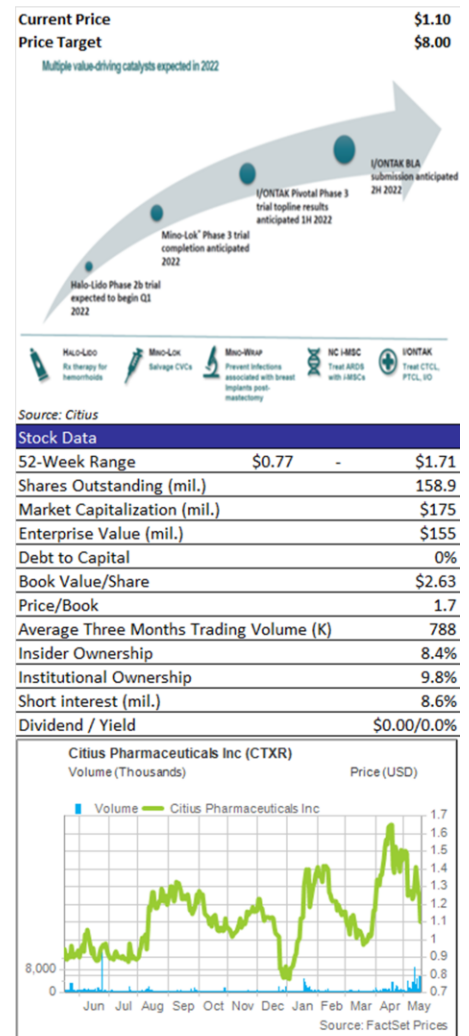 Current Price $1.10
Price Target $8.00
Multiple value-driving catalysts expected in 2022
I/ONTAK BLA
submission anticipated
2H 2022
I/ONTAK Pivotal Phase 3
trial topline results
anticipated 1H 2022
Mino-Lok® Phase 3 trial
completion anticipated
2022
Halo-Lido Phase 2b trial
expected to begin Q1
2022
HALO-LIDO
Rx therapy for
hemorrhoids
MINO-LOK
Salvage CVCs
MINO-WRAP
Prevent infections
associated with breast
implants post-
mastectomy
NC i-MSC
Treat ARDS
with i-MSCs
I/ONTAK
Treat CTCL,
PTCL, I/O
Source: Citius
Stock Data
52-Week Range $0.77 - $1.71
Shares Outstanding (mil.) 158.9
Market Capitalization (mil.) $175
Enterprise Value (mil.) $155
Debt to Capital 0%
Book Value/Share $2.63
Price/Book 1.7
Average Three Months Trading Volume (K) 788
Insider Ownership 8.4%
Institutional Ownership 9.8%
Short interest (mil.) 8.6%
Dividend / Yield $0.00/0.0%
Citius Pharmaceuticals Inc (CTXR)
Volume (Thousands) Price (USD)
Volume Citius Pharmaceuticals Inc
1.7
1.6
1.5
1.4
1.3
1.2
1.1
1
0.9
8,000 0.8
0 0.7
Jun Jul Aug Sep Oct Nov Dec Jan Feb Mar Apr May
Source: FactSet Prices